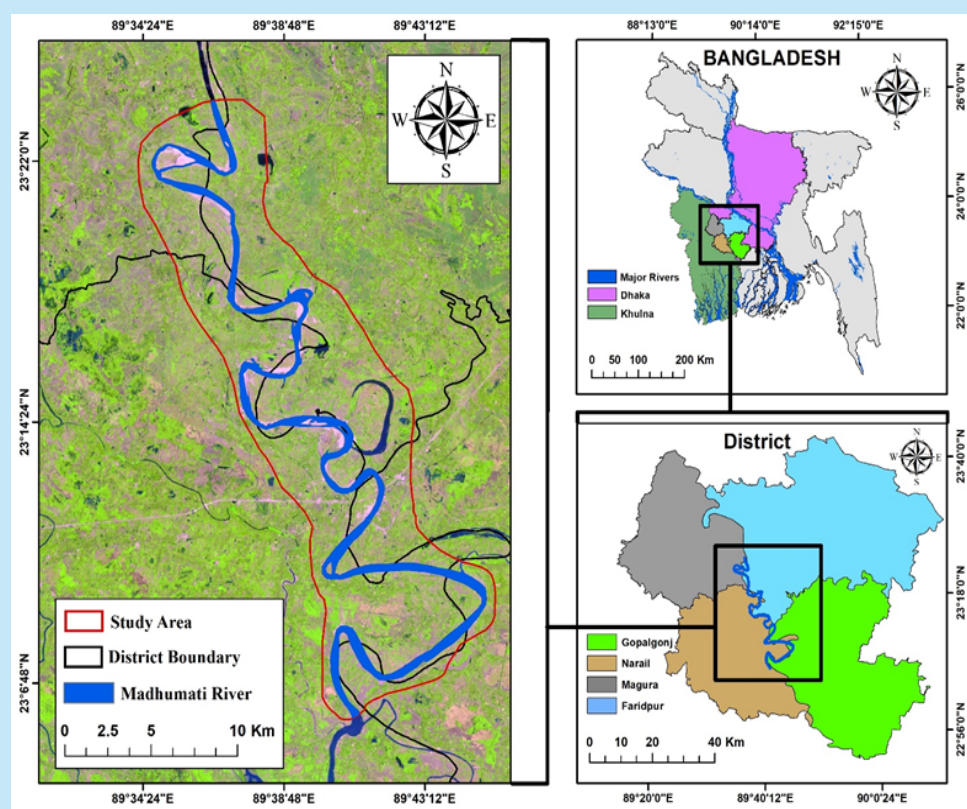 89°34'24"E 89°38'48"E 89°43'12"E
23°22'0"N
23°14'24"N
23°6'48"N
N
W E
S
Study Area
District Boundary
Madhumati River
0 2.5 5 10 Km
89°34'24"E 89°38'48"E 89°43'12"E
88°13'0"E 90°14'0"E 92°15'0"E
BANGLADESH
N
W E
S
26°0'0"N
24°0'0"N
22°0'0"N
Major Rivers
Dhaka
Khulna
0 50 100 200 Km
District
N
W E
S
23°40'0"N
23°18'0"N
22°56'0"N
Gopalgonj
Narail
Magura
Faridpur
0 10 20 40 Km
89°20'0"E 89°40'0"E 90°0'0"E